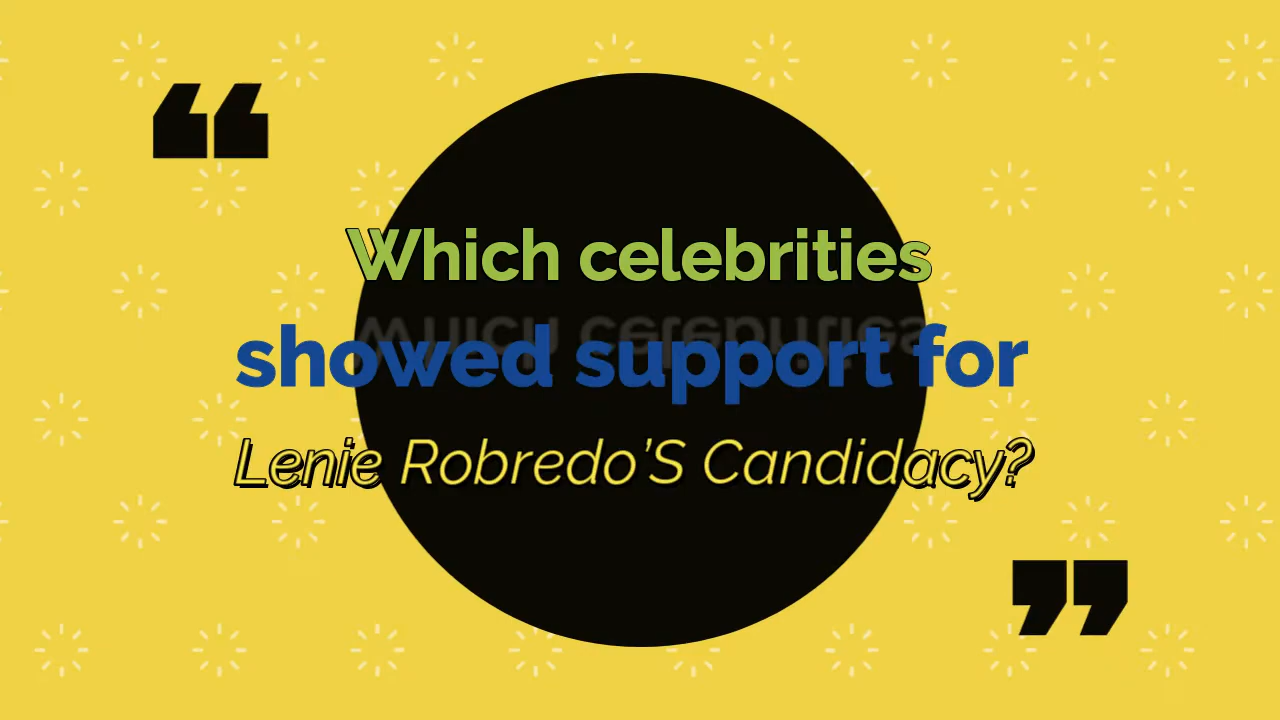 “
Which celebrities
showed support for
Lenie Robredo’S Candidacy?
”